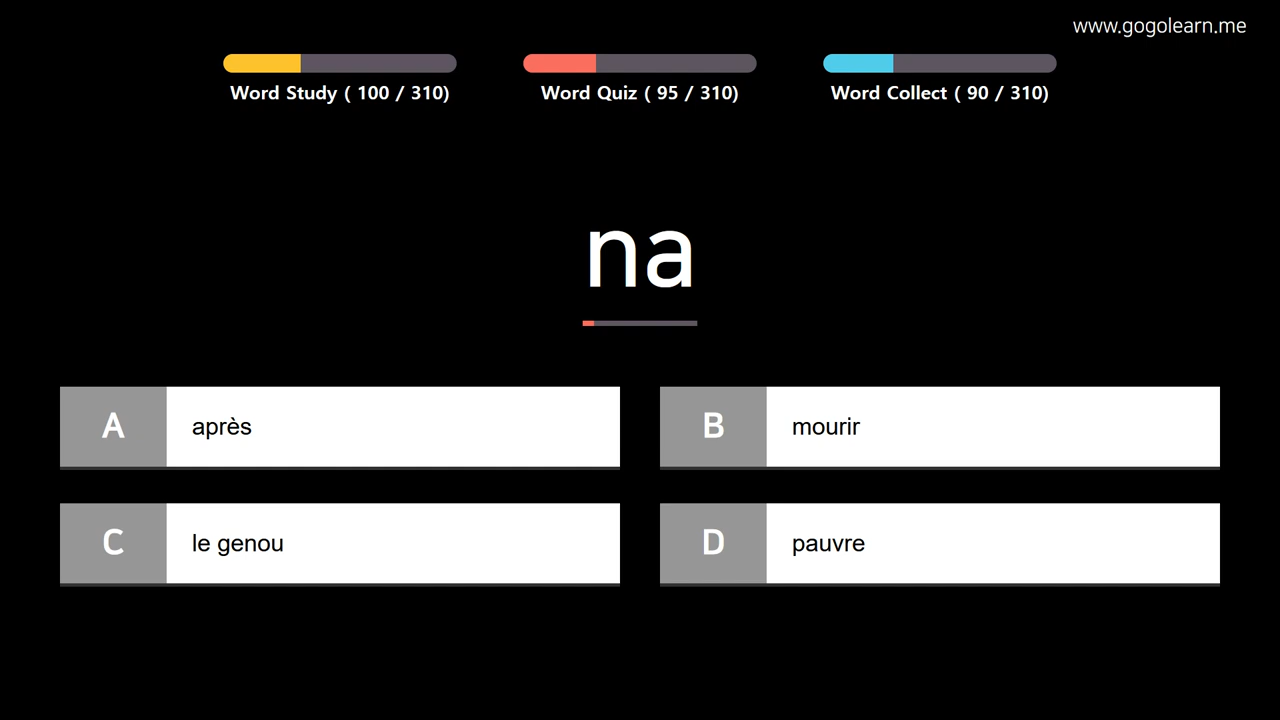 www.gogolearn.me
Word Study ( 100 / 310)
Word Quiz ( 95 / 310)
Word Collect ( 90 / 310)
na
A après
B mourir
C le genou
D pauvre